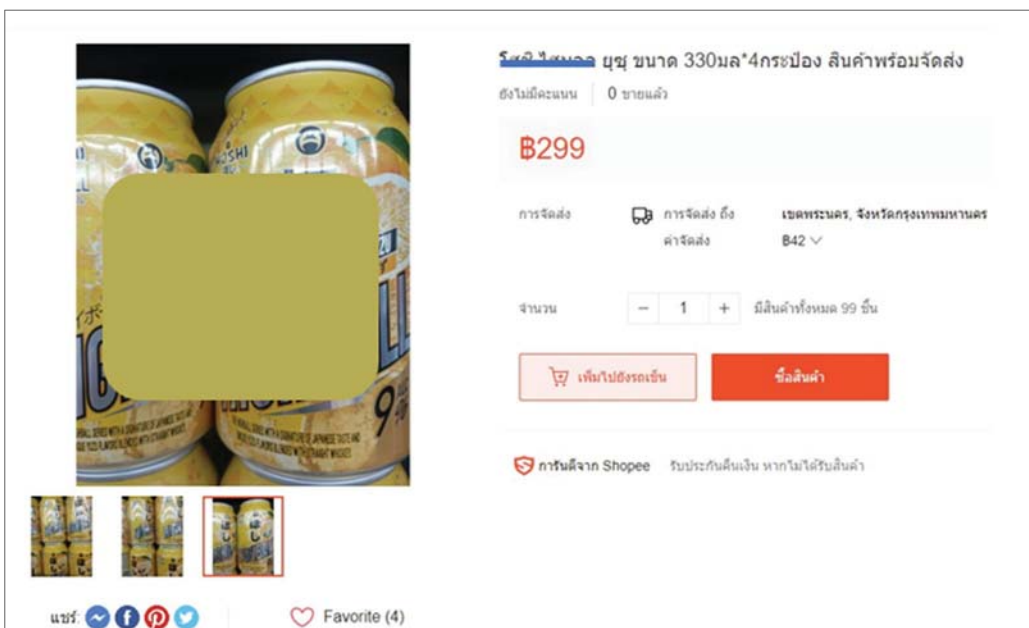 ยุซุ ขนาด 330มล*4กระป๋อง สินค้าพร้อมจัดส่ง
ยังไม่มีคะแนน 0 ขายแล้ว
฿299
การจัดส่ง การจัดส่ง ถึง เขตพระนคร, จังหวัดกรุงเทพมหานคร
ค่าจัดส่ง ฿42
จำนวน - 1 + มีสินค้าทั้งหมด 99 ชิ้น
เพิ่มไปยังรถเข็น ซื้อสินค้า
การันตีจาก Shopee รับประกันคืนเงิน หากไม่ได้รับสินค้า
9%
แชร์:
Favorite (4)